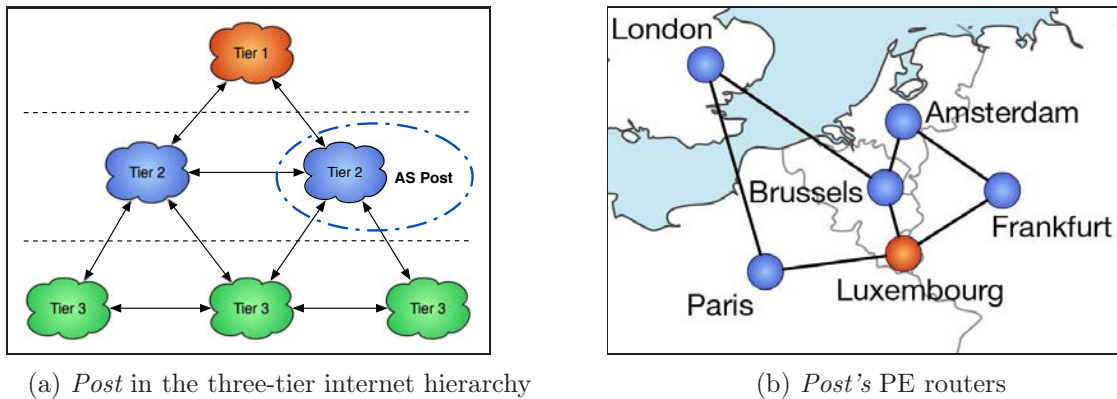 Tier 1
Tier 2
Tier 2
AS Post
Tier 3
Tier 3
Tier 3
(a) Post in the three-tier internet hierarchy
London
Amsterdam
Brussels
Frankfurt
Paris
Luxembourg
(b) Post's PE routers